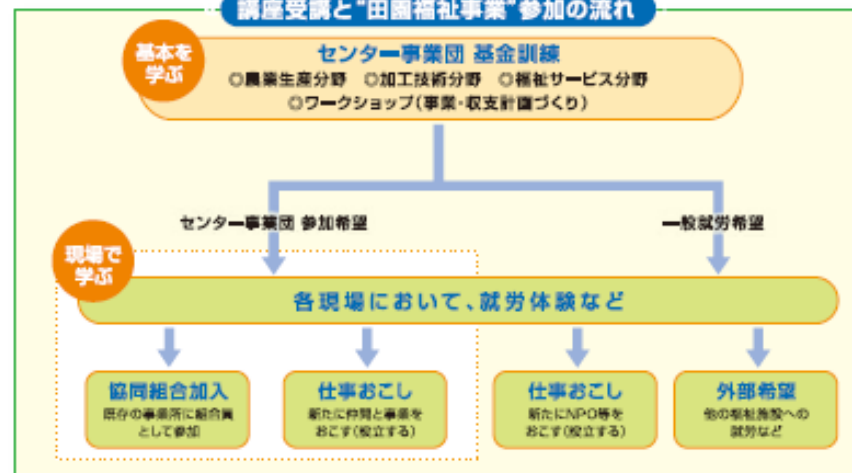 講座受講と“田園福祉事業”参加の流れ
基本を
学ぶ
センター事業団 基金訓練
◎農業生産分野 ◎加工技術分野 ◎福祉サービス分野
◎ワークショップ(事業・収支計画づくり)
センター事業団 参加希望
一般就労希望
現場で
学ぶ
各現場において、就労体験など
協同組合加入
既存の事業所に組合員
として参加
仕事おこし
新たに仲間と事業を
おこす(設立する)
仕事おこし
新たにNPO等を
おこす(設立する)
外部希望
他の福祉施設への
就労など